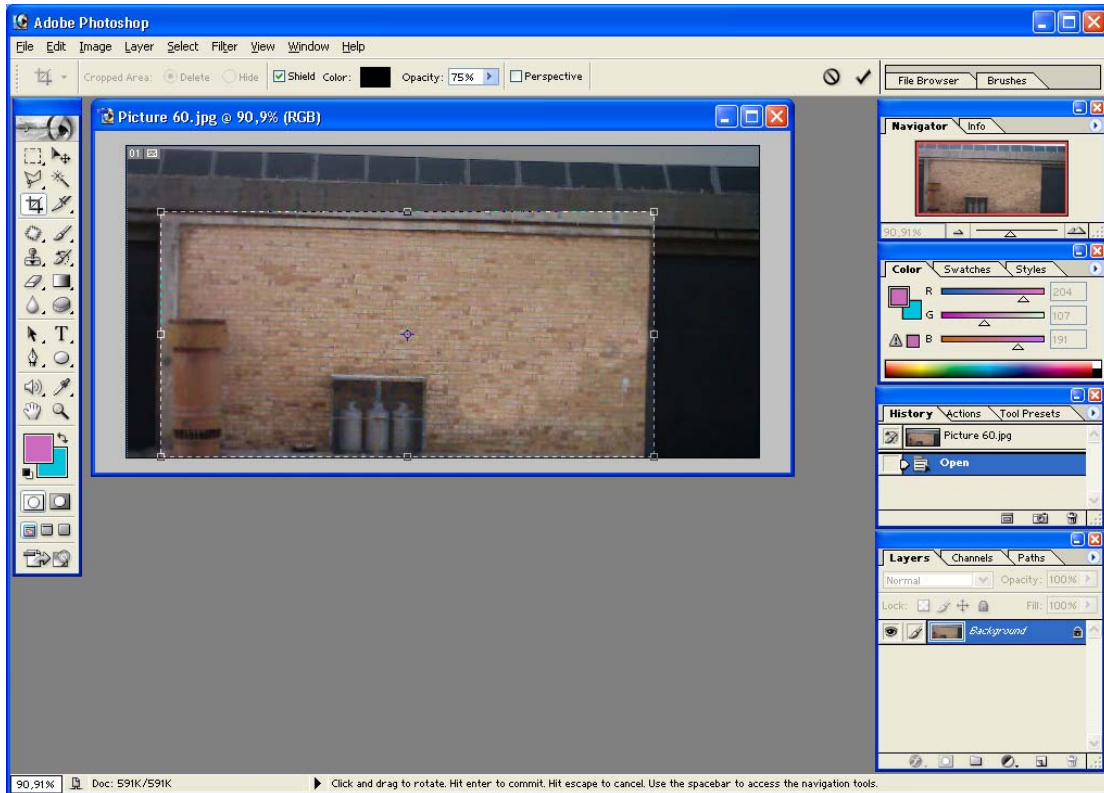 Adobe Photoshop
File Edit Image Layer Select Filter View Window Help
Cropped Area: Delete Hide Shield Color: Opacity: 75% Perspective
File Browser Brushes
Picture 60.jpg @ 90,9% (RGB)
01
Navigator Info
90,91%
Color Swatches Styles
R 204
G 107
B 191
History Actions Tool Presets
Picture 60.jpg
Open
Layers Channels Paths
Normal Opacity: 100%
Lock: Fill: 100%
Background
T
90,91% Doc: 591K/591K Click and drag to rotate. Hit enter to commit. Hit escape to cancel. Use the spacebar to access the navigation tools.